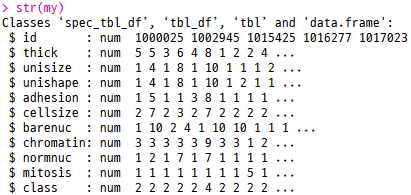 > str(my)
Classes ‘spec_tbl_df’, ‘tbl_df’, ‘tbl’ and 'data.frame':
 $ id       : num  1000025 1002945 1015425 1016277 1017023
 $ thick    : num  5 5 3 6 4 8 1 2 2 4 ...
 $ unisize  : num  1 4 1 8 1 10 1 1 1 2 ...
 $ unishape : num  1 4 1 8 1 10 1 2 1 1 ...
 $ adhesion : num  1 5 1 1 3 8 1 1 1 1 ...
 $ cellsize : num  2 7 2 3 2 7 2 2 2 2 ...
 $ barenuc  : num  1 10 2 4 1 10 10 1 1 1 ...
 $ chromatin: num  3 3 3 3 3 9 3 3 1 2 ...
 $ normnuc  : num  1 2 1 7 1 7 1 1 1 1 ...
 $ mitosis  : num  1 1 1 1 1 1 1 1 5 1 ...
 $ class    : num  2 2 2 2 2 4 2 2 2 2 ...